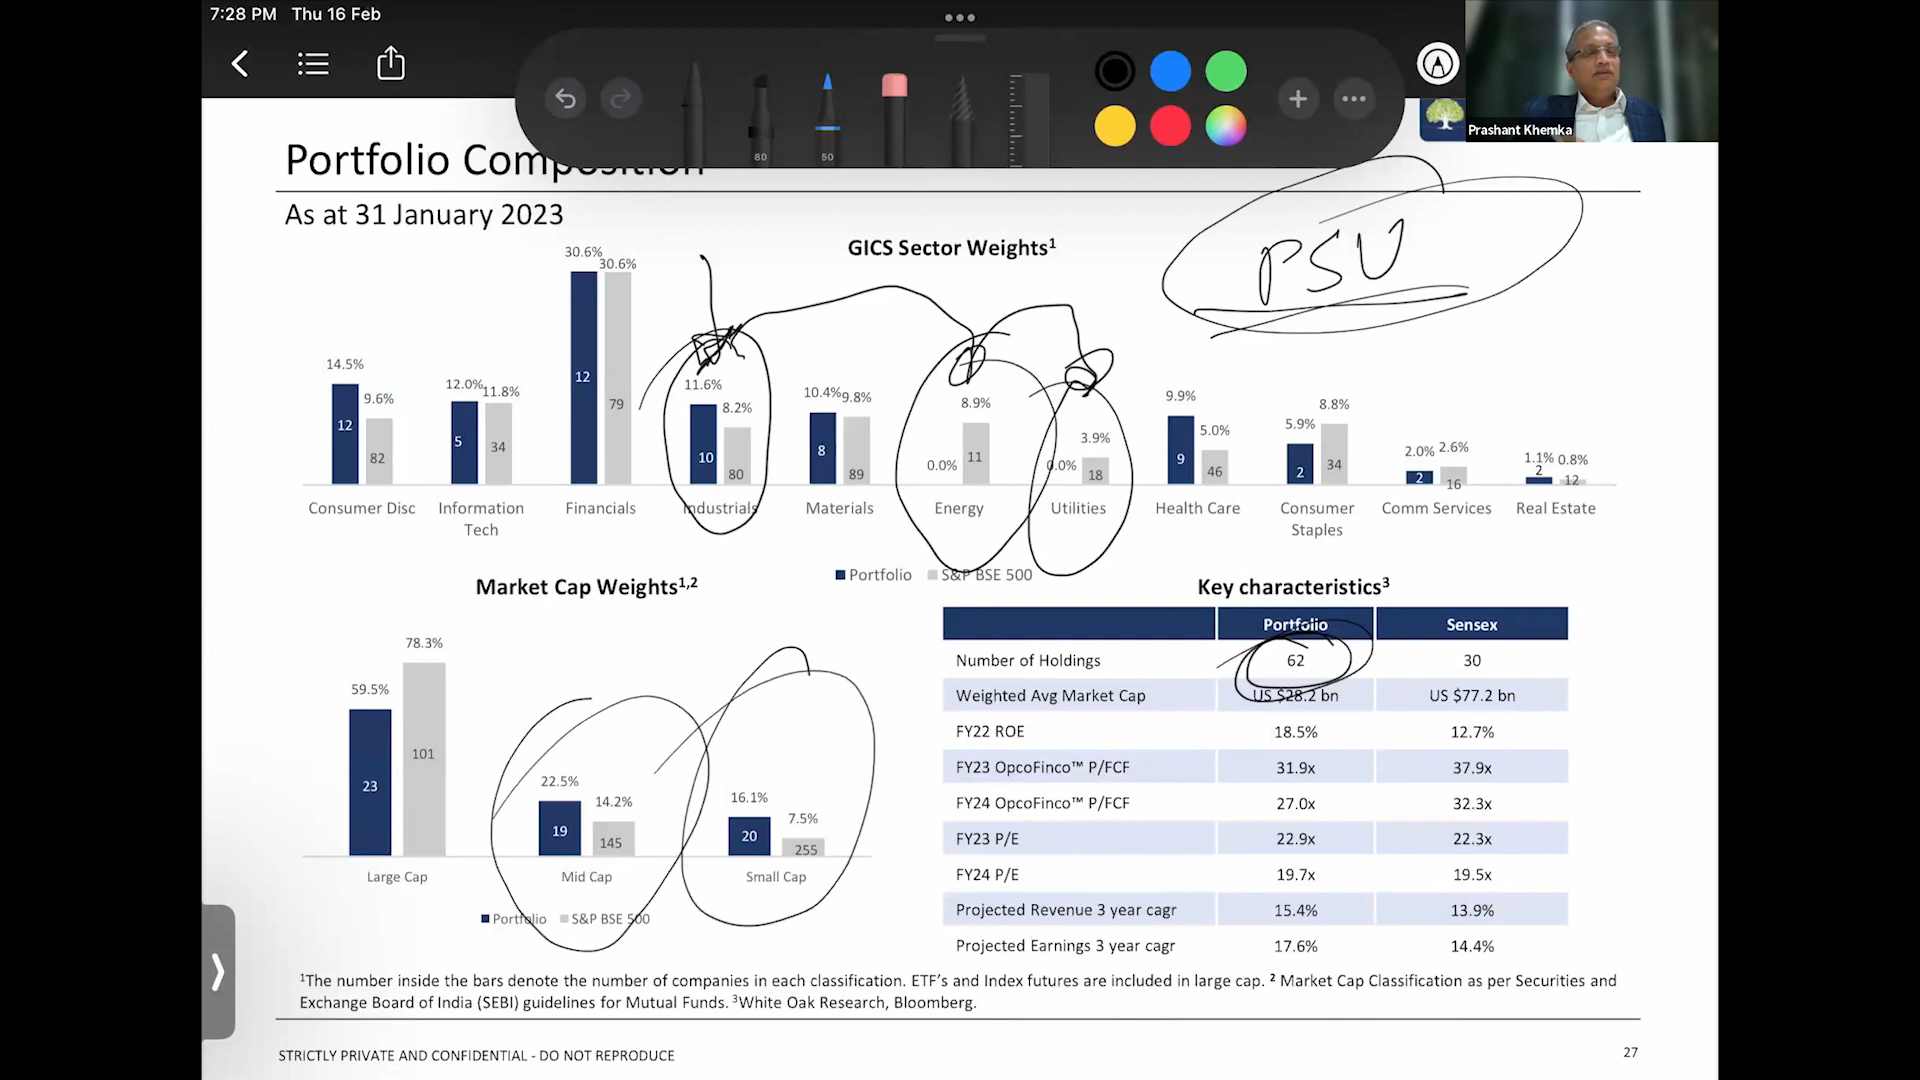 7:28 PM Thu 16 Feb
80
50
Prashant Khemka
Portfolio Composition
As at 31 January 2023
PSU
GICS Sector Weights1
14.5%
9.6%
12
82
Consumer Disc
12.0%
11.8%
5
34
Information
Tech
30.6%
30.6%
12
79
Financials
11.6%
8.2%
10
80
Industrials
10.4%
9.8%
8
89
Materials
0.0%
8.9%
11
Energy
0.0%
3.9%
18
Utilities
9.9%
5.0%
9
46
Health Care
5.9%
8.8%
2
34
Consumer
Staples
2.0%
2.6%
2
16
Comm Services
1.1%
0.8%
2
12
Real Estate
Portfolio S&P BSE 500
Market Cap Weights1,2
59.5%
78.3%
23
101
Large Cap
22.5%
14.2%
19
145
Mid Cap
16.1%
7.5%
20
255
Small Cap
Portfolio S&P BSE 500
Key characteristics3
Portfolio Sensex
Number of Holdings 62 30
Weighted Avg Market Cap US $28.2 bn US $77.2 bn
FY22 ROE 18.5% 12.7%
FY23 OpcoFinco™ P/FCF 31.9x 37.9x
FY24 OpcoFinco™ P/FCF 27.0x 32.3x
FY23 P/E 22.9x 22.3x
FY24 P/E 19.7x 19.5x
Projected Revenue 3 year cagr 15.4% 13.9%
Projected Earnings 3 year cagr 17.6% 14.4%
1The number inside the bars denote the number of companies in each classification. ETF's and Index futures are included in large cap. 2 Market Cap Classification as per Securities and
Exchange Board of India (SEBI) guidelines for Mutual Funds. 3White Oak Research, Bloomberg.
STRICTLY PRIVATE AND CONFIDENTIAL - DO NOT REPRODUCE
27